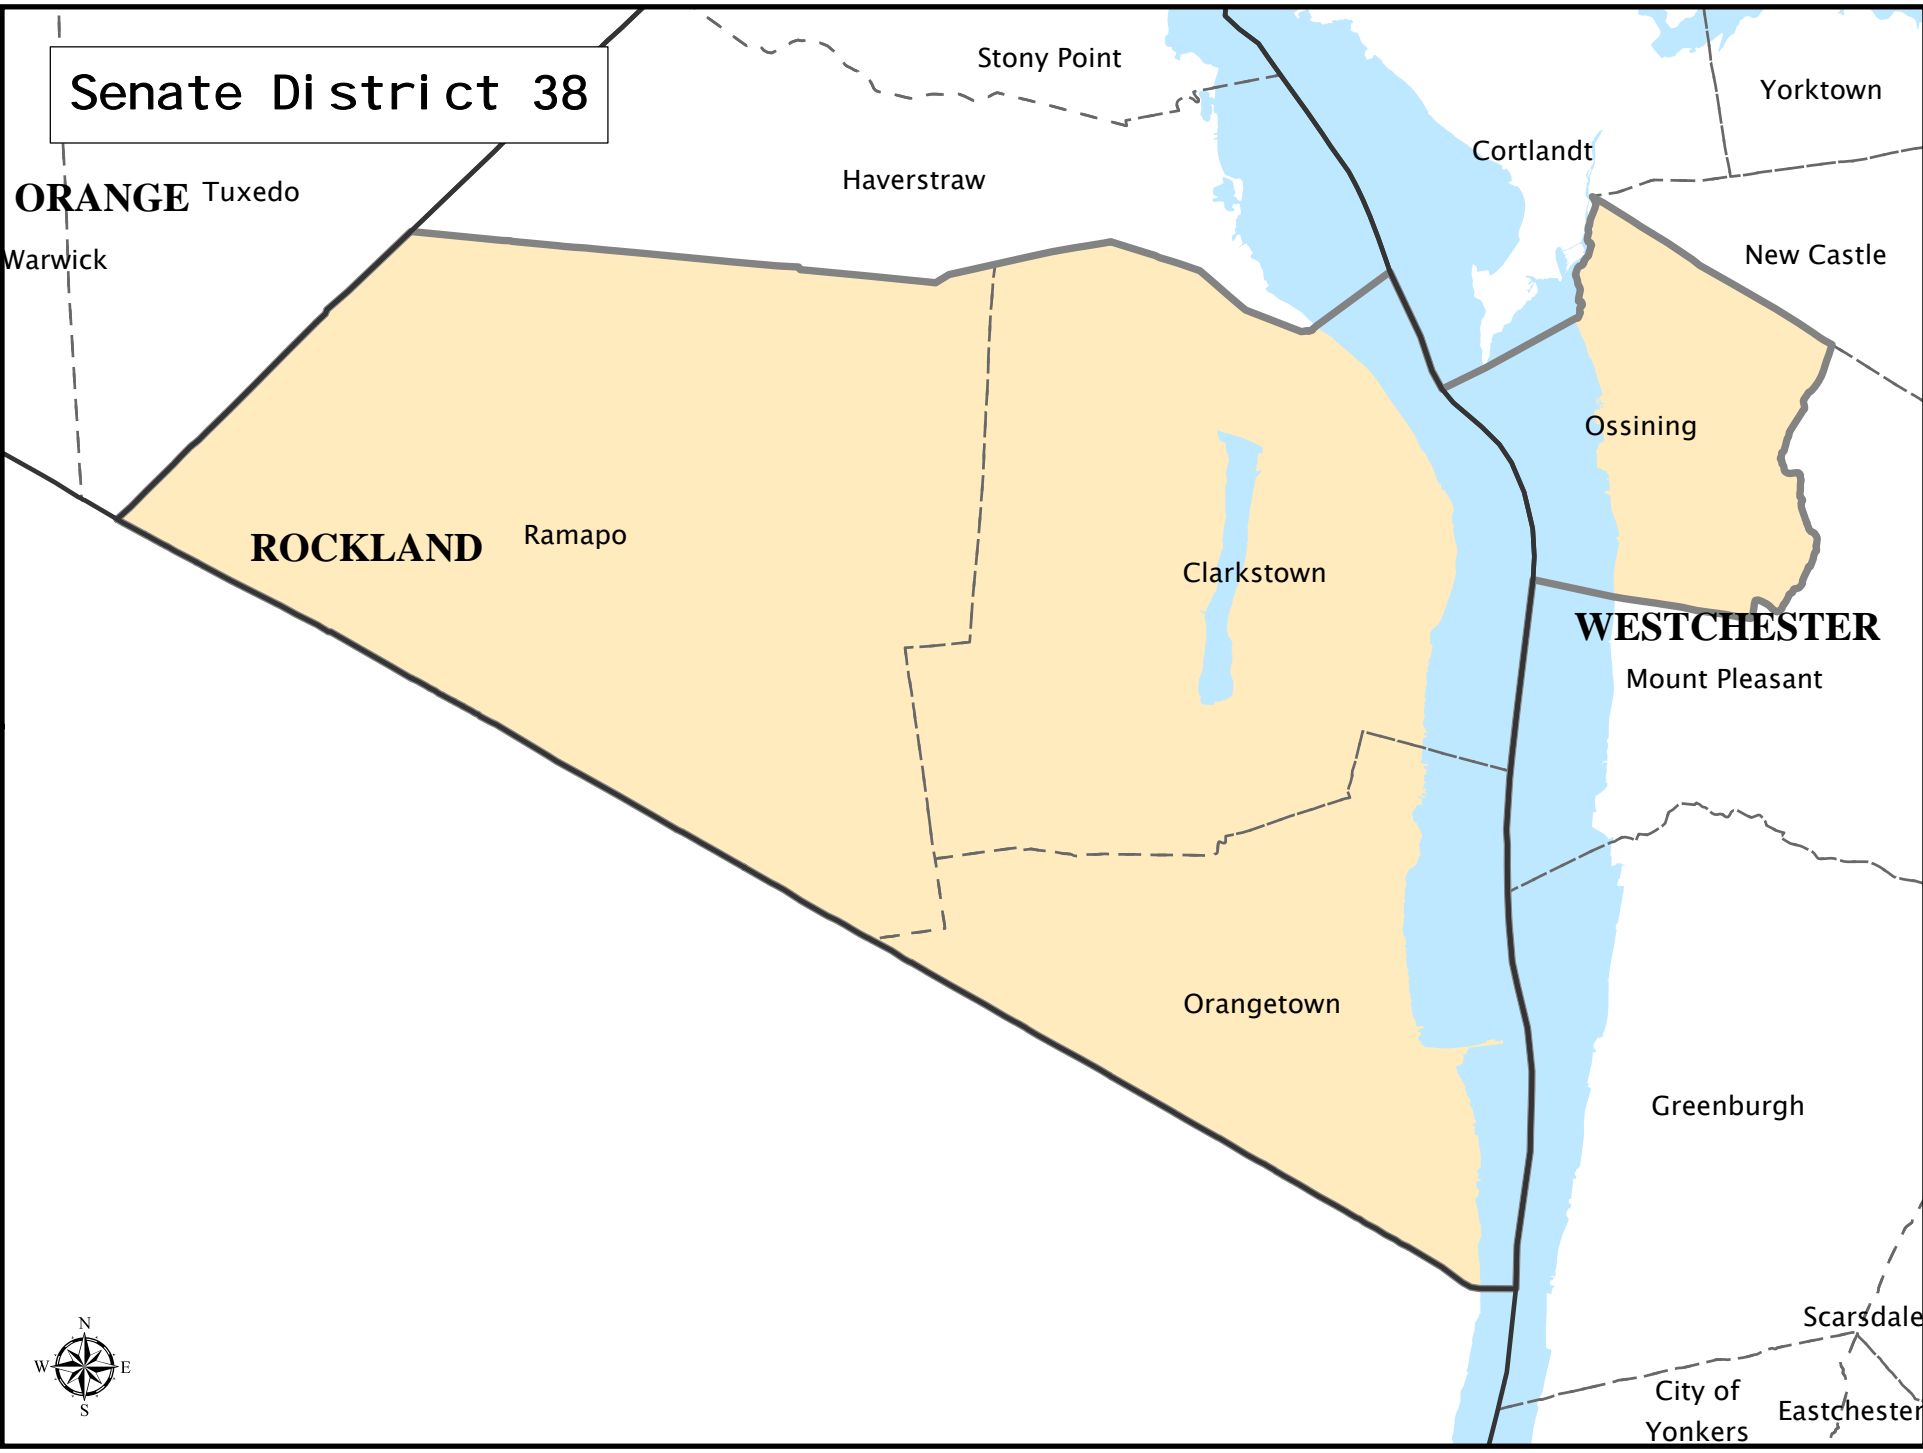 Senate District 38
Stony Point
Yorktown
Cortlandt
Haverstraw
ORANGE
Tuxedo
Warwick
New Castle
Ossining
Ramapo
ROCKLAND
Clarkstown
WESTCHESTER
Mount Pleasant
Orangetown
Greenburgh
Scarsdale
N
W E
S
City of
Yonkers
Eastchester